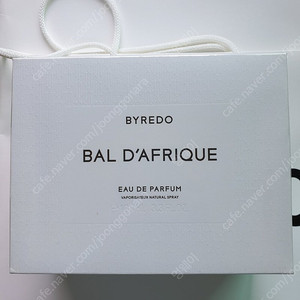 BYREDO
BAL D'AFRIQUE
EAU DE PARFUM
VAPORISATEUR NATURAL SPRAY